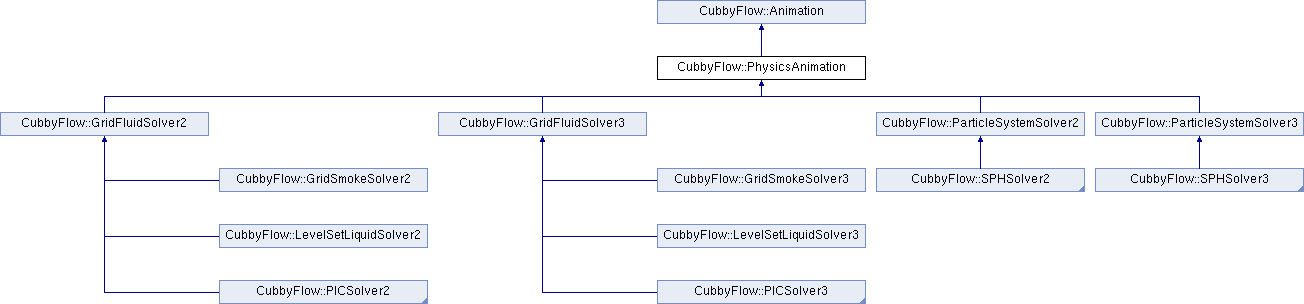 CubbyFlow::Animation
CubbyFlow::PhysicsAnimation
CubbyFlow::GridFluidSolver2
CubbyFlow::GridFluidSolver3
CubbyFlow::ParticleSystemSolver2
CubbyFlow::ParticleSystemSolver3
CubbyFlow::GridSmokeSolver2
CubbyFlow::GridSmokeSolver3
CubbyFlow::SPHSolver2
CubbyFlow::SPHSolver3
CubbyFlow::LevelSetLiquidSolver2
CubbyFlow::LevelSetLiquidSolver3
CubbyFlow::PICSolver2
CubbyFlow::PICSolver3